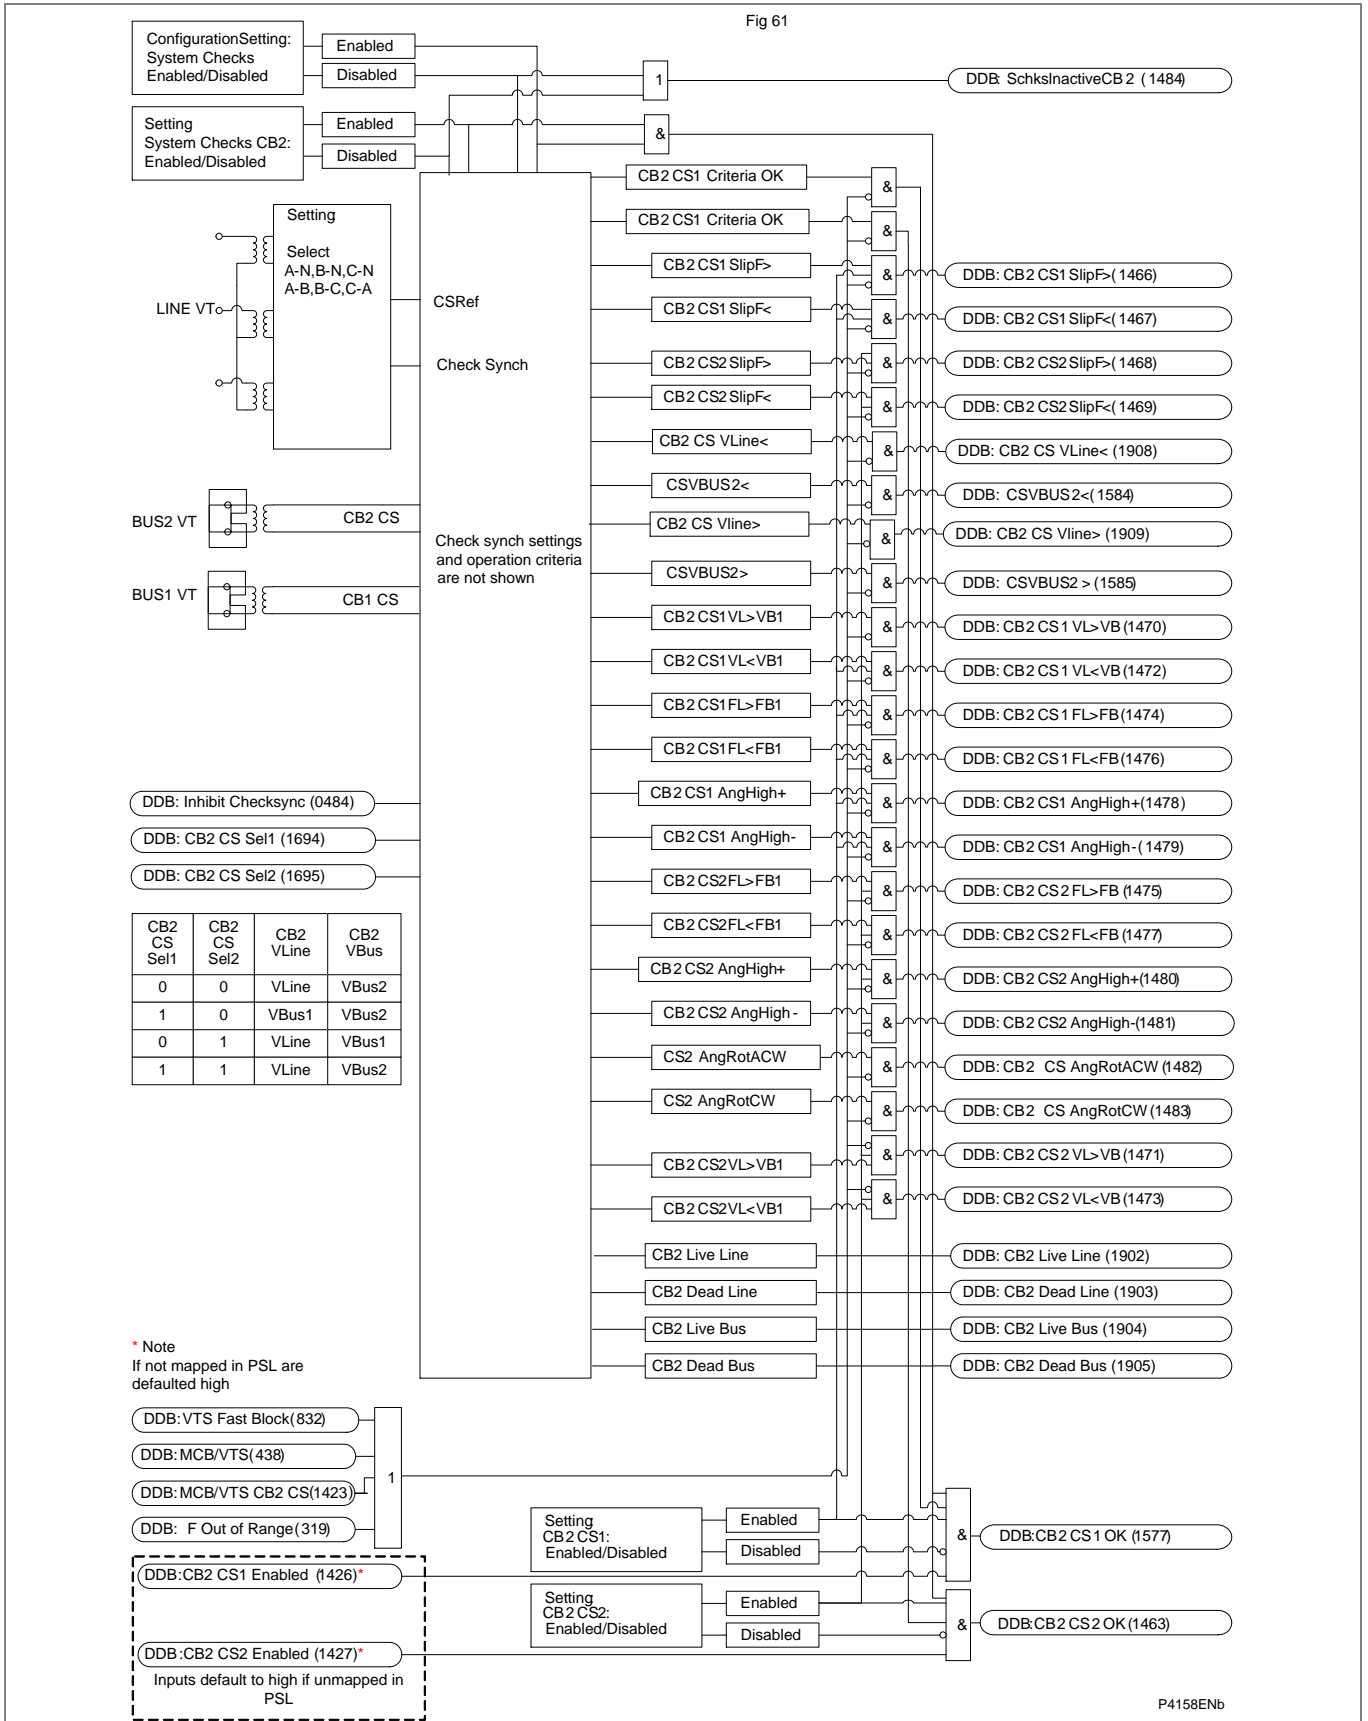 Fig 61
ConfigurationSetting:
System Checks
Enabled/Disabled
Enabled
Disabled
1
DDB: SchksInactiveCB 2 (1484)
Setting
System Checks CB2:
Enabled/Disabled
Enabled
Disabled
&
Setting
Select
A-N,B-N,C-N
A-B,B-C,C-A
LINE VT
CSRef
Check Synch
BUS2 VT
CB2 CS
BUS1 VT
CB1 CS
Check synch settings
and operation criteria
are not shown
CB2 CS1 Criteria OK
&
CB2 CS1 Criteria OK
&
CB2 CS1 SlipF>
&
DDB: CB2 CS1 SlipF>(1466)
CB2 CS1 SlipF<
&
DDB: CB2 CS1 SlipF<(1467)
CB2 CS2 SlipF>
&
DDB: CB2 CS2 SlipF>(1468)
CB2 CS2 SlipF<
&
DDB: CB2 CS2 SlipF<(1469)
CB2 CS VLine<
&
DDB: CB2 CS VLine< (1908)
CSVBUS2<
&
DDB: CSVBUS2<(1584)
CB2 CS Vline>
&
DDB: CB2 CS Vline> (1909)
CSVBUS2>
&
DDB: CSVBUS2 > (1585)
CB2 CS1 VL>VB1
&
DDB: CB2 CS1 VL>VB (1470)
CB2 CS1 VL<VB1
&
DDB: CB2 CS1 VL<VB (1472)
CB2 CS1 FL>FB1
&
DDB: CB2 CS1 FL>FB (1474)
CB2 CS1 FL<FB1
&
DDB: CB2 CS1 FL<FB (1476)
CB2 CS1 AngHigh+
&
DDB: CB2 CS1 AngHigh+(1478)
CB2 CS1 AngHigh-
&
DDB: CB2 CS1 AngHigh-(1479)
CB2 CS2FL>FB1
&
DDB: CB2 CS2 FL>FB (1475)
CB2 CS2FL<FB1
&
DDB: CB2 CS2 FL<FB (1477)
CB2 CS2 AngHigh+
&
DDB: CB2 CS2 AngHigh+(1480)
CB2 CS2 AngHigh-
&
DDB: CB2 CS2 AngHigh-(1481)
CS2 AngRotACW
&
DDB: CB2 CS AngRotACW (1482)
CS2 AngRotCW
&
DDB: CB2 CS AngRotCW (1483)
CB2 CS2VL>VB1
&
DDB: CB2 CS2 VL>VB (1471)
CB2 CS2VL<VB1
&
DDB: CB2 CS2 VL<VB (1473)
CB2 Live Line
DDB: CB2 Live Line (1902)
CB2 Dead Line
DDB: CB2 Dead Line (1903)
CB2 Live Bus
DDB: CB2 Live Bus (1904)
CB2 Dead Bus
DDB: CB2 Dead Bus (1905)
DDB: Inhibit Checksync (0484)
DDB: CB2 CS Sel1 (1694)
DDB: CB2 CS Sel2 (1695)
CB2 CS Sel1 CB2 CS Sel2 CB2 VLine CB2 VBus
0 0 VLine VBus2
1 0 VBus1 VBus2
0 1 VLine VBus1
1 1 VLine VBus2
* Note
If not mapped in PSL are
defaulted high
DDB: VTS Fast Block(832)
DDB: MCB/VTS(438)
DDB: MCB/VTS CB2 CS(1423)
DDB: F Out of Range(319)
1
Setting
CB2 CS1:
Enabled/Disabled
Enabled
Disabled
&
DDB:CB2 CS1 OK (1577)
DDB:CB2 CS1 Enabled (1426)*
Setting
CB2 CS2:
Enabled/Disabled
Enabled
Disabled
&
DDB:CB2 CS2 OK (1463)
DDB:CB2 CS2 Enabled (1427)*
Inputs default to high if unmapped in
PSL
P4158ENb